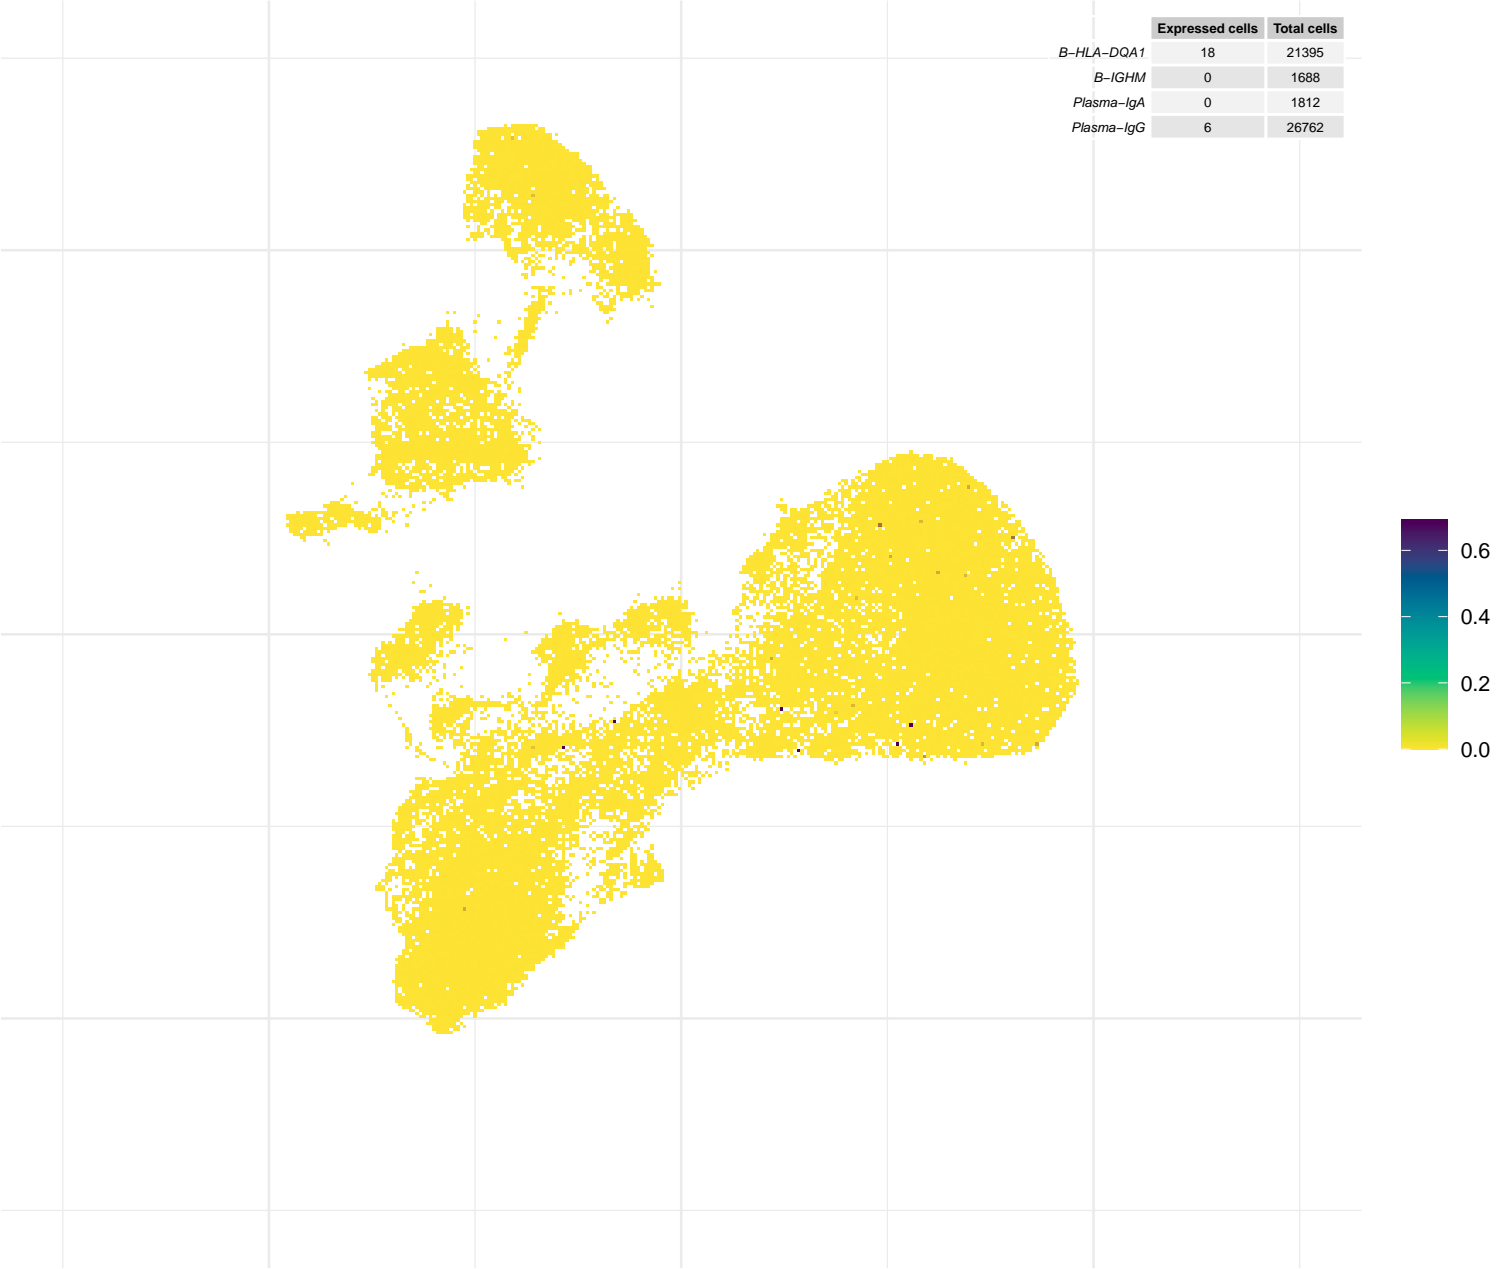 Expressed cells Total cells
B−HLA−DQA1 18 21395
B−IGHM 0 1688
Plasma−IgA 0 1812
Plasma−IgG 6 26762
0.6
0.4
0.2
0.0